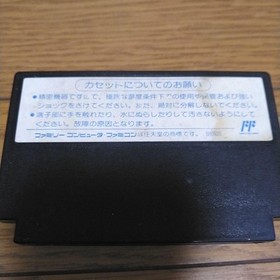 カセットについてのお願い
●精密機器ですので、極端な温度条件下での使用や保管および強い
ショックをさけてください。また、絶対に分解しないでください。
●端子部に手を触れたり、水にぬらしたりして汚さないようにして
ください。故障の原因となります。
ファミリーコンピュータ・ファミコンは任天堂の商標です。